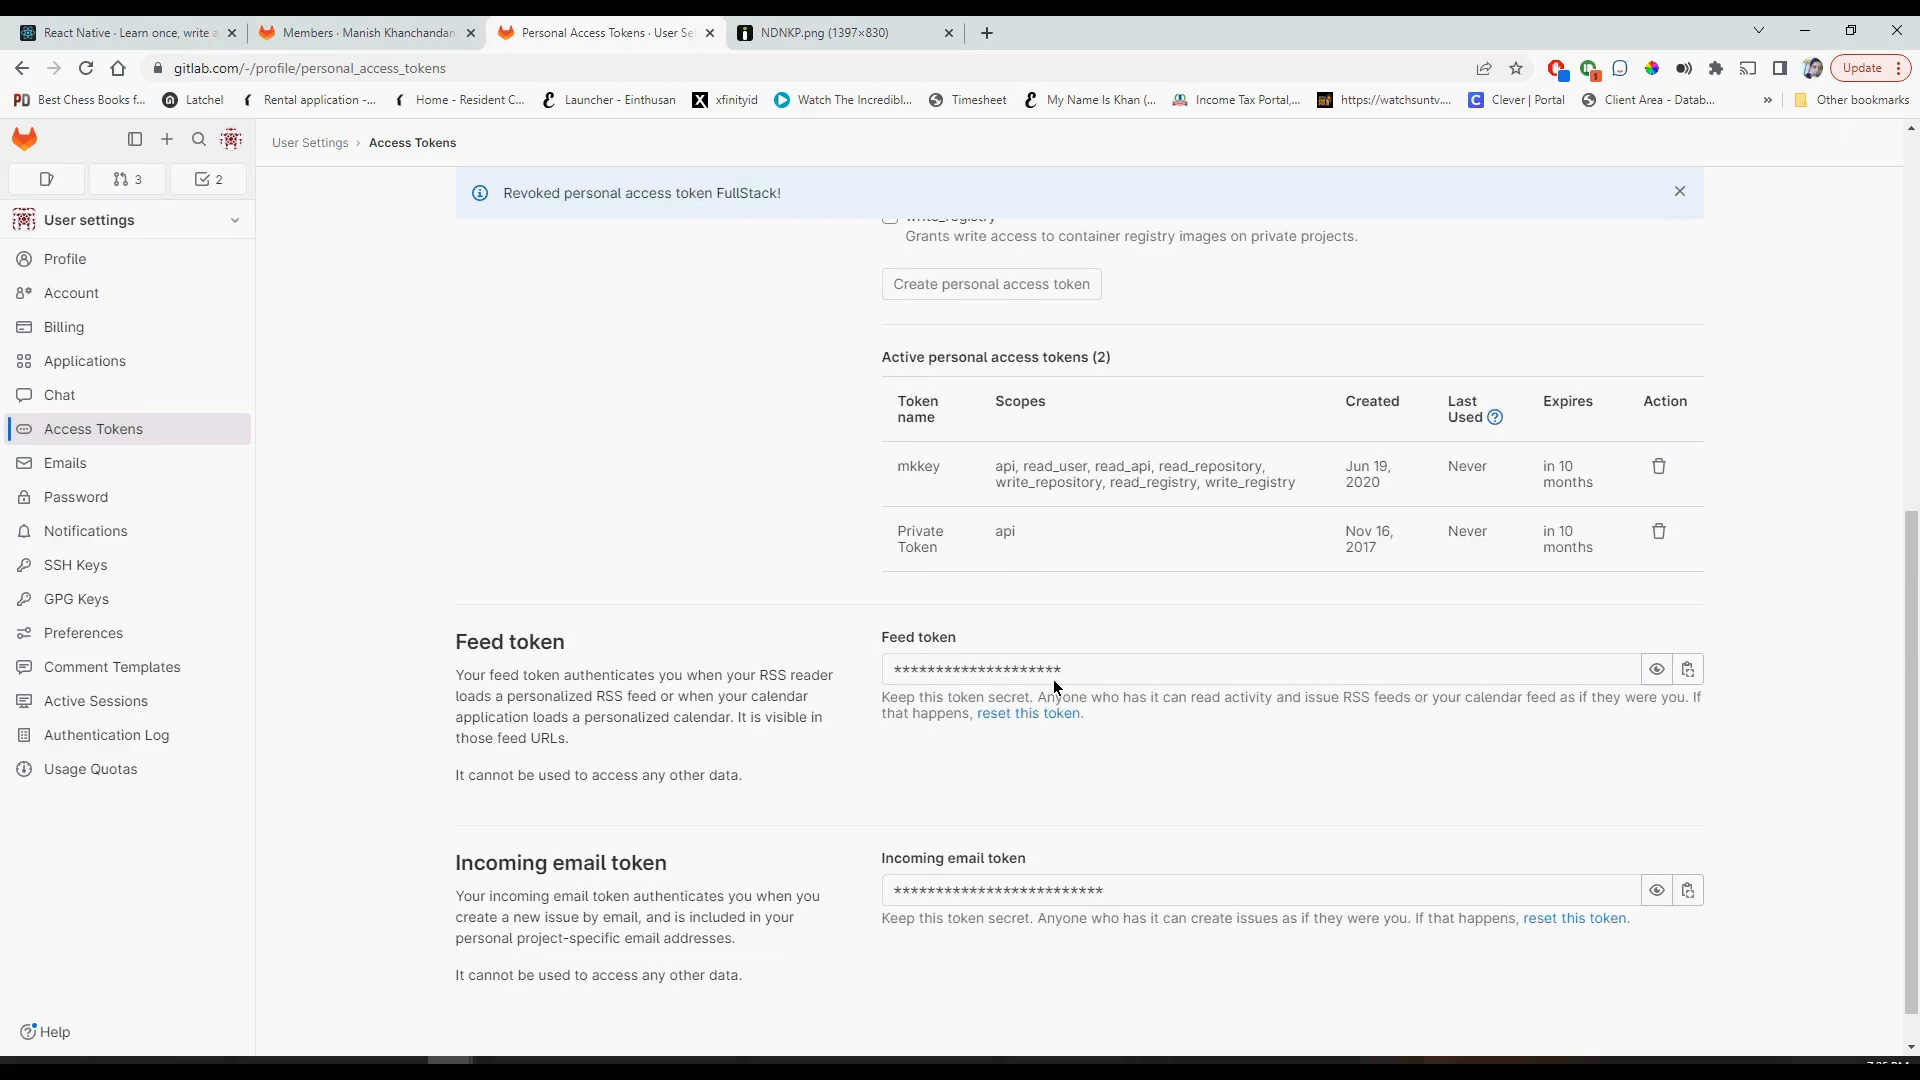 React Native · Learn once, write a
Members · Manish Khanchandan
Personal Access Tokens · User Se
NDNKP.png (1397×830)
gitlab.com/-/profile/personal_access_tokens
Update
Best Chess Books f...
Latchel
Rental application -...
Home - Resident C...
Launcher - Einthusan
xfinityid
Watch The Incredibl...
Timesheet
My Name Is Khan (...
Income Tax Portal,...
https://watchsuntv....
Clever | Portal
Client Area - Datab...
»
Other bookmarks
3
2
User settings
Profile
Account
Billing
Applications
Chat
Access Tokens
Emails
Password
Notifications
SSH Keys
GPG Keys
Preferences
Comment Templates
Active Sessions
Authentication Log
Usage Quotas
Help
User Settings › Access Tokens
Revoked personal access token FullStack!
write_registry
Grants write access to container registry images on private projects.
Create personal access token
Active personal access tokens (2)
Token name
Scopes
Created
Last Used
Expires
Action
mkkey
api, read_user, read_api, read_repository,
write_repository, read_registry, write_registry
Jun 19, 2020
Never
in 10 months
Private Token
api
Nov 16, 2017
Never
in 10 months
Feed token
Your feed token authenticates you when your RSS reader
loads a personalized RSS feed or when your calendar
application loads a personalized calendar. It is visible in
those feed URLs.
It cannot be used to access any other data.
Feed token
********************
Keep this token secret. Anyone who has it can read activity and issue RSS feeds or your calendar feed as if they were you. If
that happens, reset this token.
Incoming email token
Your incoming email token authenticates you when you
create a new issue by email, and is included in your
personal project-specific email addresses.
It cannot be used to access any other data.
Incoming email token
*************************
Keep this token secret. Anyone who has it can create issues as if they were you. If that happens, reset this token.